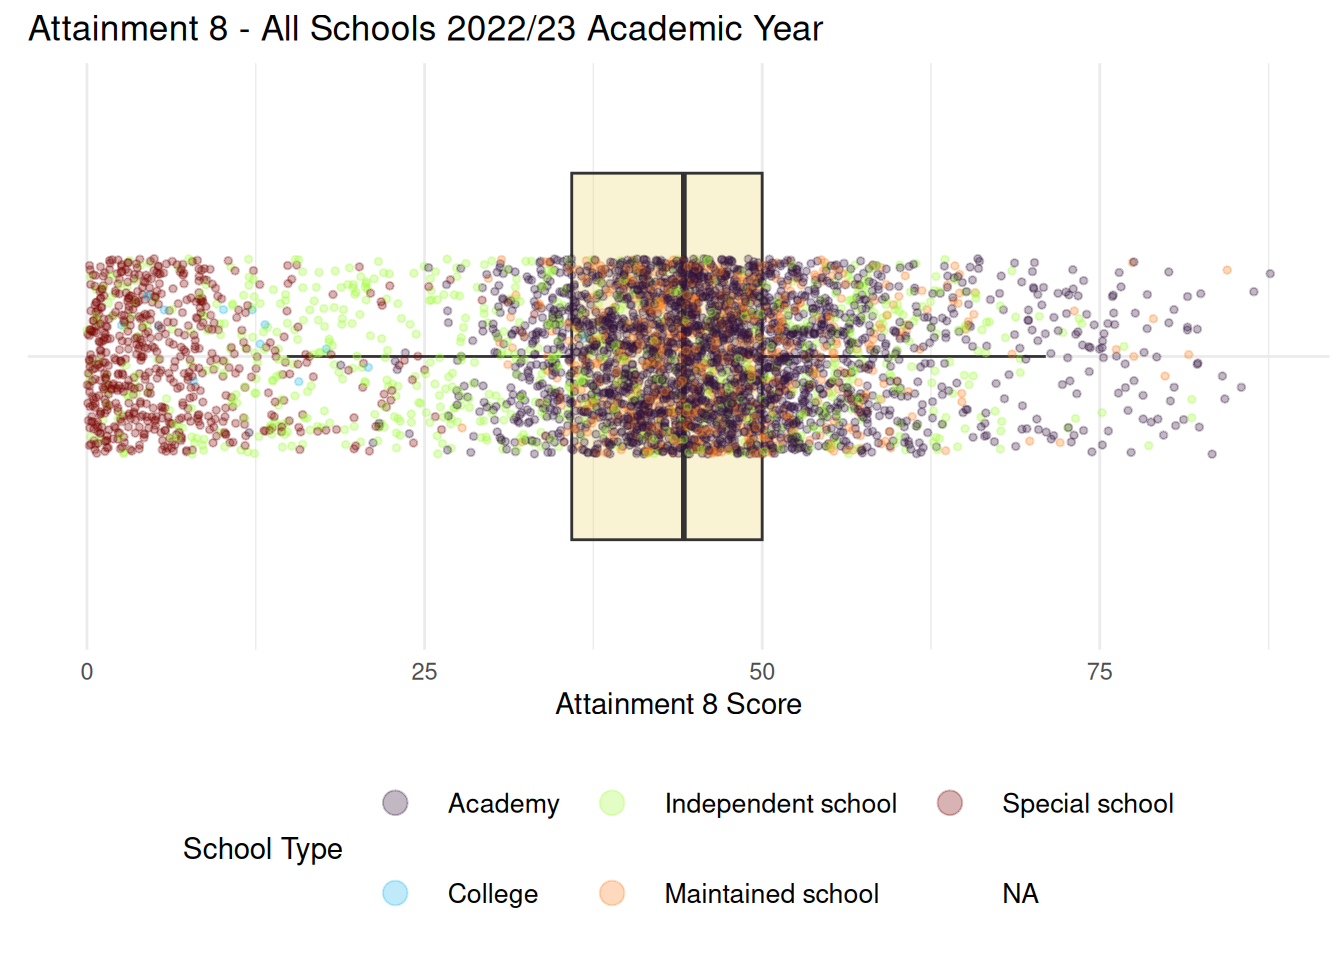 Attainment 8 - All Schools 2022/23 Academic Year
0 25 50 75
Attainment 8 Score
School Type
Academy Independent school Special school
College Maintained school NA